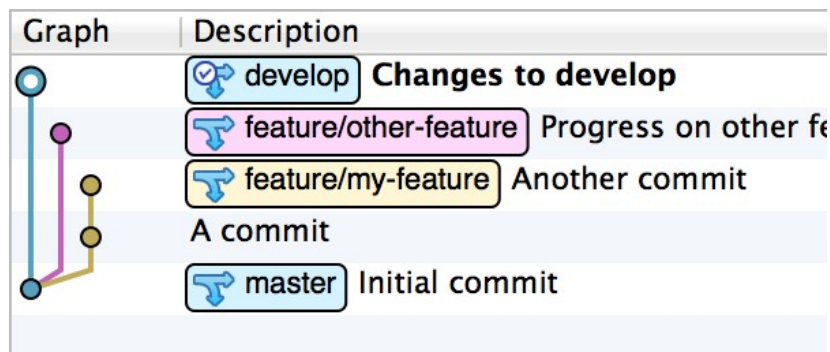 Graph Description
develop Changes to develop
feature/other-feature Progress on other
feature/my-feature Another commit
A commit
master Initial commit